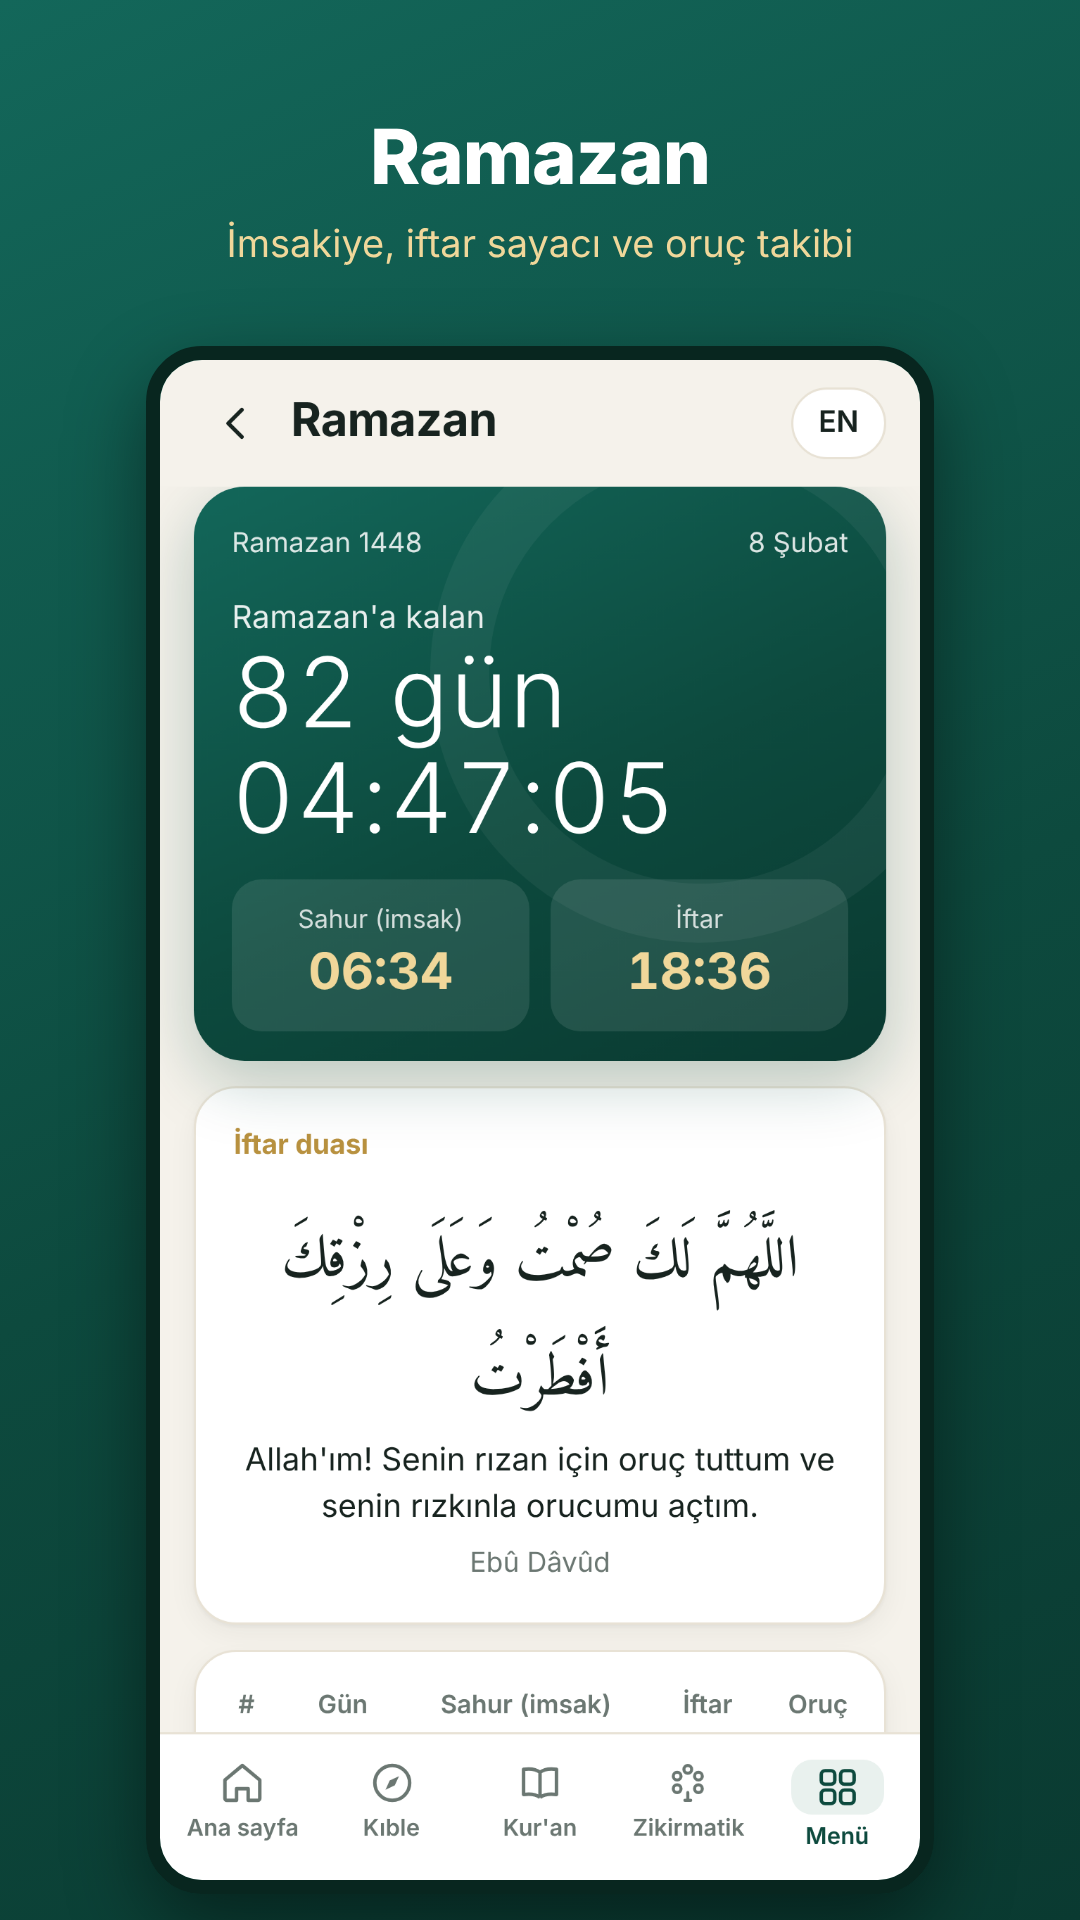 Ramazan
İmsakiye, iftar sayacı ve oruç takibi
Ramazan
EN
Ramazan 1448
8 Şubat
Ramazan'a kalan
82 gün
04:47:05
Sahur (imsak)
İftar
06:34
18:36
İftar duası
اللَّهُمَّ لَكَ صُمْتُ وَعَلَى رِزْقِكَ
أَفْطَرْتُ
Allah'ım! Senin rızan için oruç tuttum ve
senin rızkınla orucumu açtım.
Ebû Dâvûd
# Gün Sahur (imsak) İftar Oruç
Ana sayfa Kıble Kur'an Zikirmatik Menü